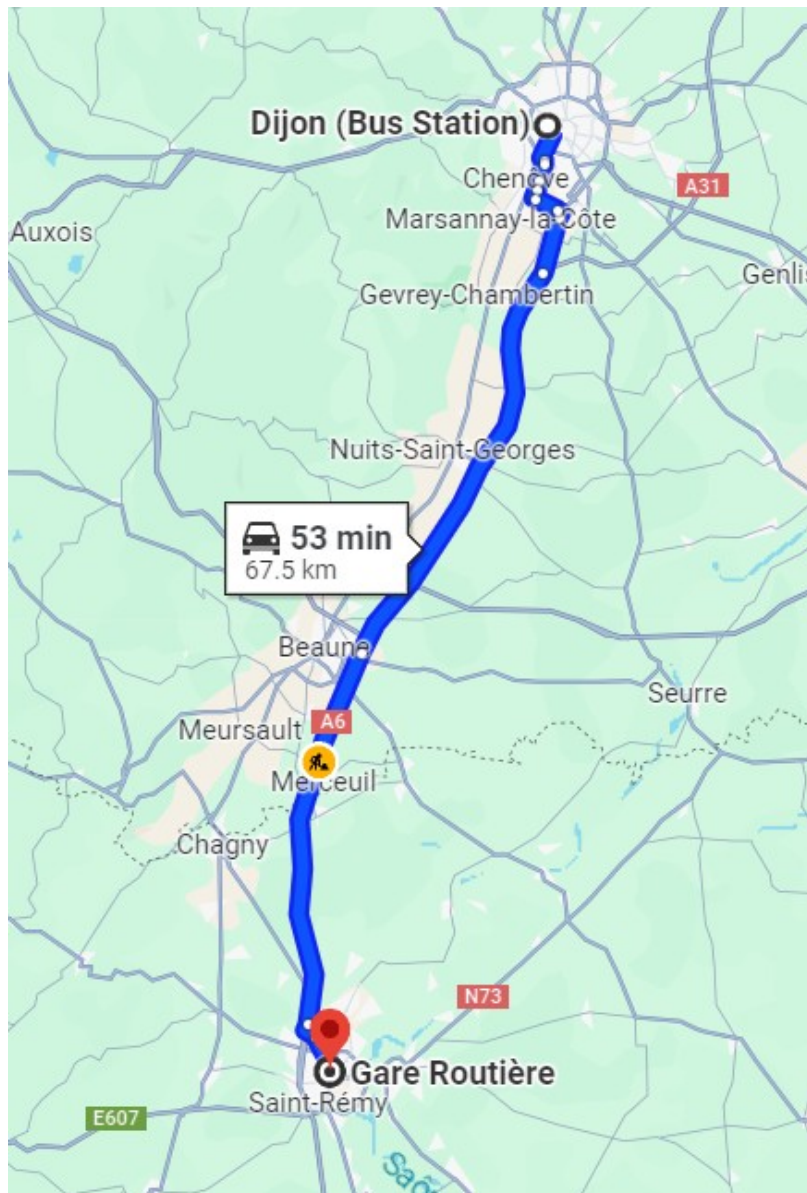 Dijon (Bus Station)
Chenôve
A31
Marsannay-la-Côte
Auxois
Genlis
Gevrey-Chambertin
Nuits-Saint-Georges
53 min
67.5 km
Beaune
Seurre
Meursault
A6
Merceuil
Chagny
N73
Gare Routière
Saint-Rémy
E607
Saô